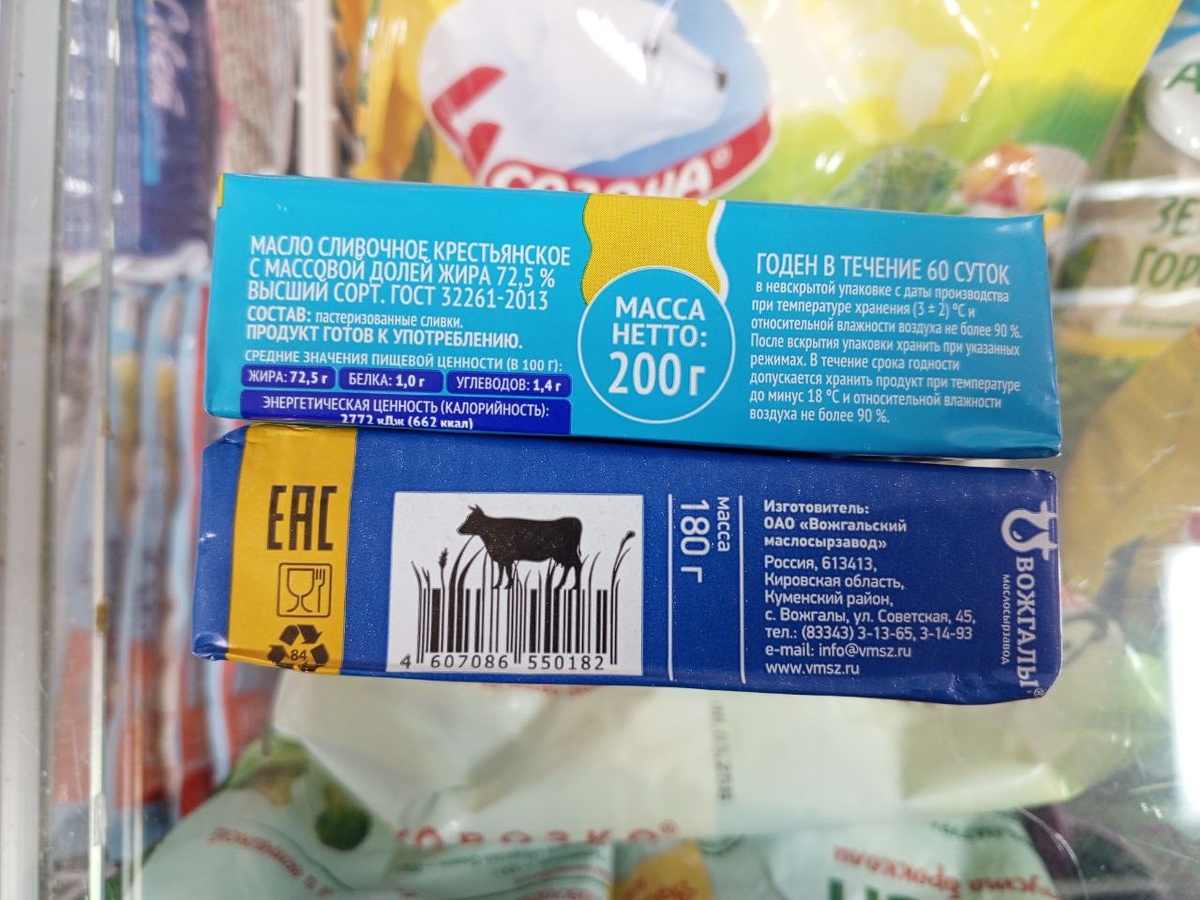 МАСЛО СЛИВОЧНОЕ КРЕСТЬЯНСКОЕ
С МАССОВОЙ ДОЛЕЙ ЖИРА 72,5 %
ВЫСШИЙ СОРТ. ГОСТ 32261-2013
СОСТАВ: пастеризованные сливки.
ПРОДУКТ ГОТОВ К УПОТРЕБЛЕНИЮ.
СРЕДНИЕ ЗНАЧЕНИЯ ПИЩЕВОЙ ЦЕННОСТИ (В 100 Г):
ЖИРА: 72,5 г БЕЛКА: 1,0 г УГЛЕВОДОВ: 1,4 г
ЭНЕРГЕТИЧЕСКАЯ ЦЕННОСТЬ (КАЛОРИЙНОСТЬ):
2772 кДж (662 ккал)
МАССА
НЕТТО:
200 г
ГОДЕН В ТЕЧЕНИЕ 60 СУТОК
в невскрытой упаковке с даты производства
при температуре хранения (3 ± 2) °С и
относительной влажности воздуха не более 90 %.
После вскрытия упаковки хранить при указанных
режимах. В течение срока годности
допускается хранить продукт при температуре
до минус 18 °С и относительной влажности
воздуха не более 90 %.
EAC
84
4 607086 550182
масса
180 г
Изготовитель:
ОАО «Вожгальский
маслосырзавод»
Россия, 613413,
Кировская область,
Куменский район,
с. Вожгалы, ул. Советская, 45,
тел.: (83343) 3-13-65, 3-14-93
e-mail: info@vmsz.ru
www.vmsz.ru
ВОЖГАЛЫ®
маслосырзавод